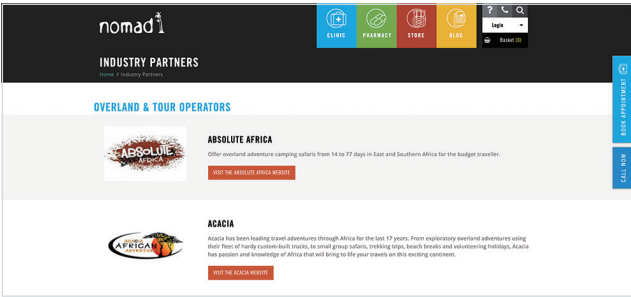 nomad
CLINIC
PHARMACY
STORE
BLOG
?
Login
Basket (0)
INDUSTRY PARTNERS
Home / Industry Partners
BOOK APPOINTMENT
CALL NOW
OVERLAND & TOUR OPERATORS
ABSOLUTE AFRICA
ABSOLUTE AFRICA
Offer overland adventure camping safaris from 14 to 77 days in East and Southern Africa for the budget traveller.
VISIT THE ABSOLUTE AFRICA WEBSITE
ACACIA
AFRICAN
ADVENTURES
ACACIA
Acacia has been leading travel adventures through Africa for the last 17 years. From exploratory overland adventures using
their fleet of hardy custom-built trucks, to small group safaris, trekking trips, beach breaks and volunteering holidays, Acacia
has passion and knowledge of Africa that will bring to life your travels on this exciting continent.
VISIT THE ACACIA WEBSITE